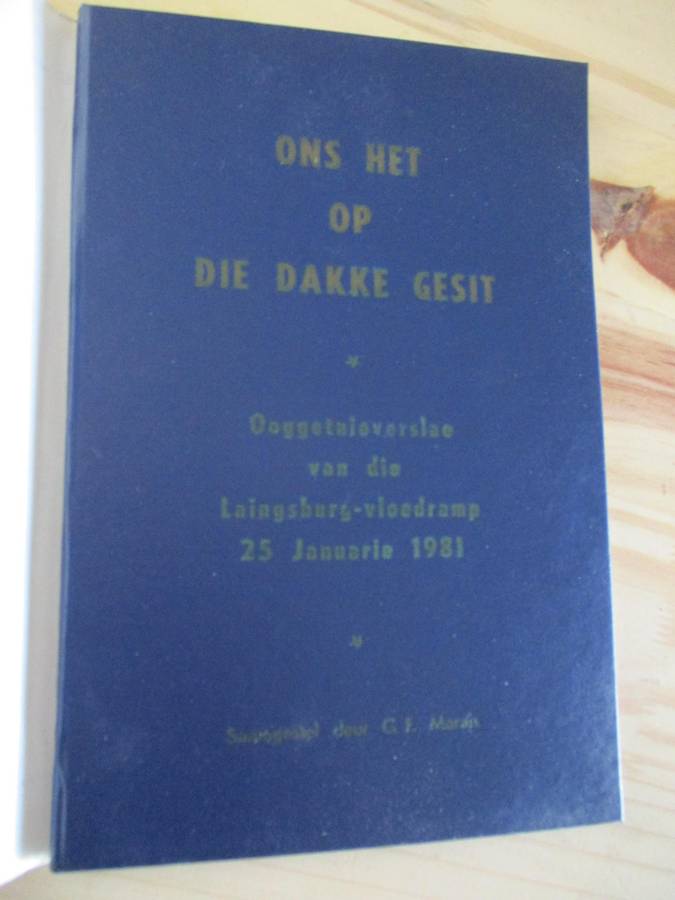 ONS HET
OP
DIE DAKKE GESIT
*
Ooggetuieverslae
van die
Laingsburg-vloedramp
25 Januarie 1981
*
Saamgestel deur G. F. Marais